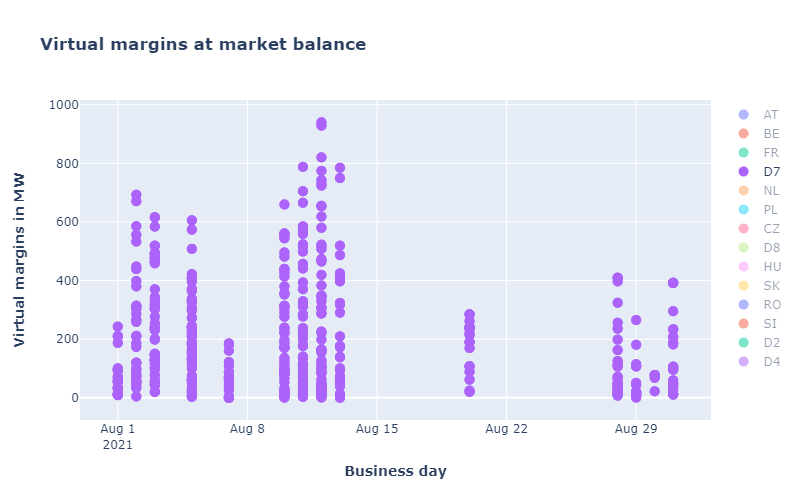 Virtual margins at market balance
Virtual margins in MW
1000
800
600
400
200
0
Aug 1
2021
Aug 8
Aug 15
Aug 22
Aug 29
Business day
AT
BE
FR
D7
NL
PL
CZ
D8
HU
SK
RO
SI
D2
D4